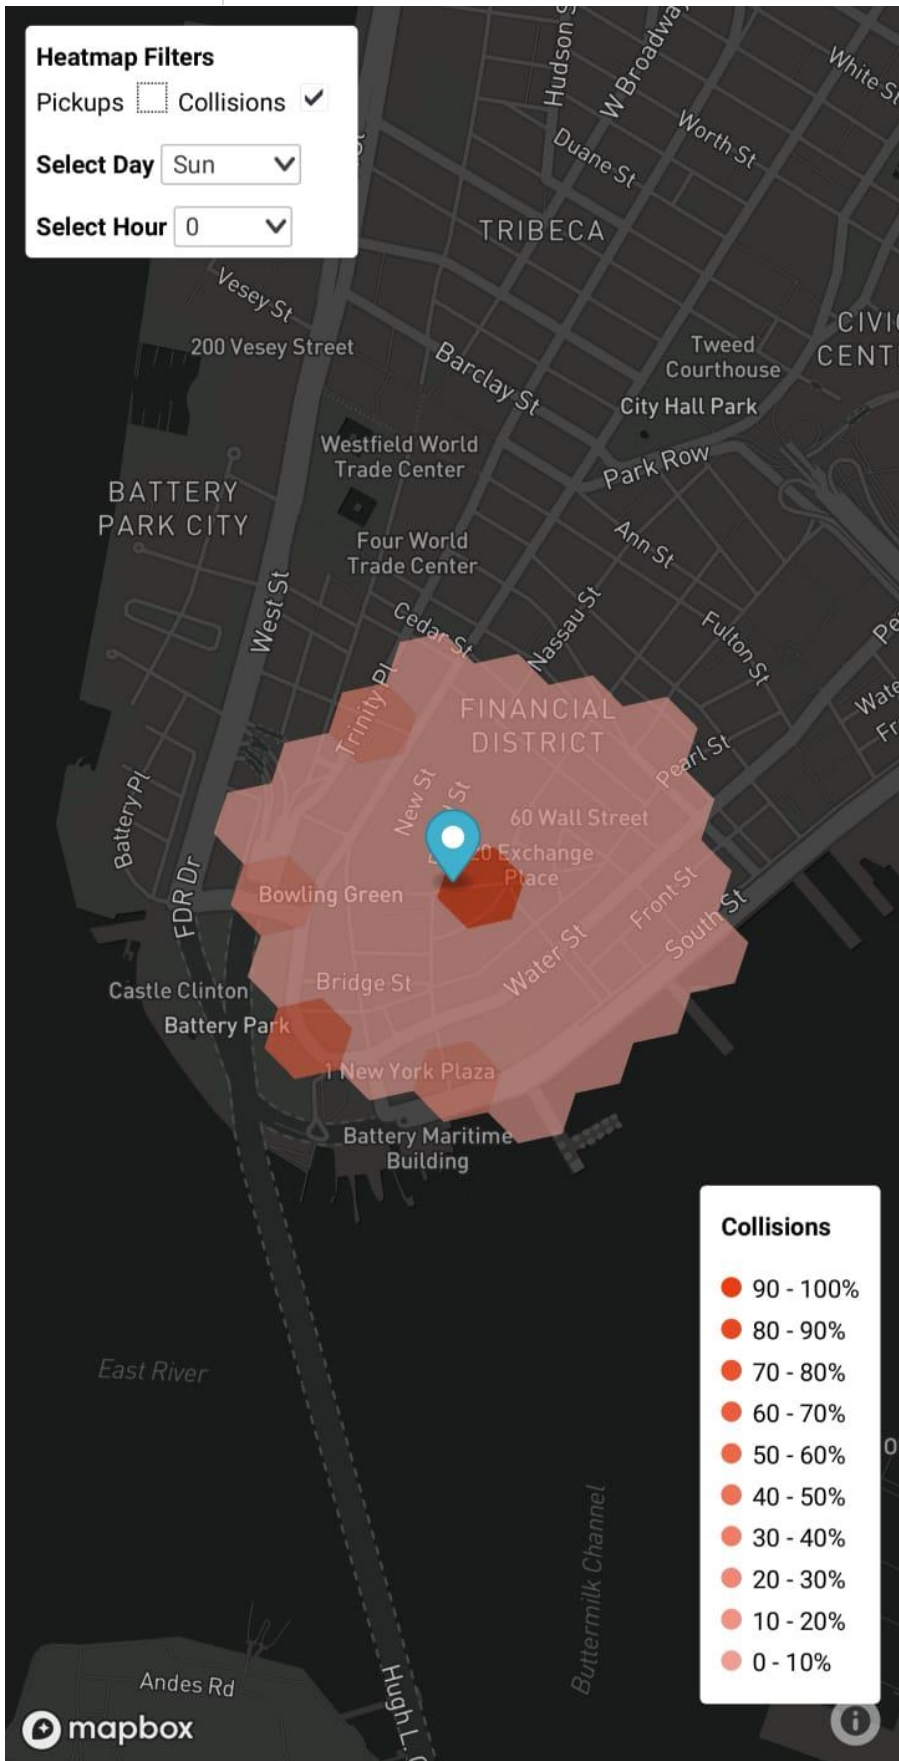 Heatmap Filters
Pickups Collisions
Select Day Sun
Select Hour 0
Hudson S
W Broadway
White St
Worth St
Duane St
TRIBECA
Vesey St
200 Vesey Street
CIVI
CENT
Tweed
Courthouse
Barclay St
City Hall Park
Westfield World
Trade Center
Park Row
BATTERY
PARK CITY
Four World
Trade Center
Ann St
West St
Cedar St
Nassau St
Fulton St
Pe
Wate
Fr
Trinity Pl
FINANCIAL
DISTRICT
Pearl St
Battery Pl
New St
d St
60 Wall Street
20 Exchange
Place
FDR Dr
Bowling Green
Front St
South St
Water St
Castle Clinton
Bridge St
Battery Park
1 New York Plaza
Battery Maritime
Building
Collisions
90 - 100%
80 - 90%
70 - 80%
60 - 70%
50 - 60%
40 - 50%
30 - 40%
20 - 30%
10 - 20%
0 - 10%
East River
Buttermilk Channel
Andes Rd
Hugh L.
mapbox